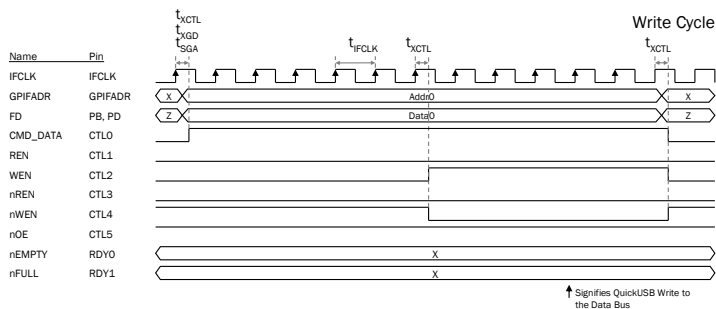 Write Cycle
tXCTL
tXGD
tSGA
tIFCLK tXCTL tXCTL
Name Pin
IFCLK IFCLK
GPIFADR GPIFADR X Addr0 X
FD PB, PD Z Data0 Z
CMD_DATA CTL0
REN CTL1
WEN CTL2
nREN CTL3
nWEN CTL4
nOE CTL5
nEMPTY RDY0 X
nFULL RDY1 X
Signifies QuickUSB Write to
the Data Bus